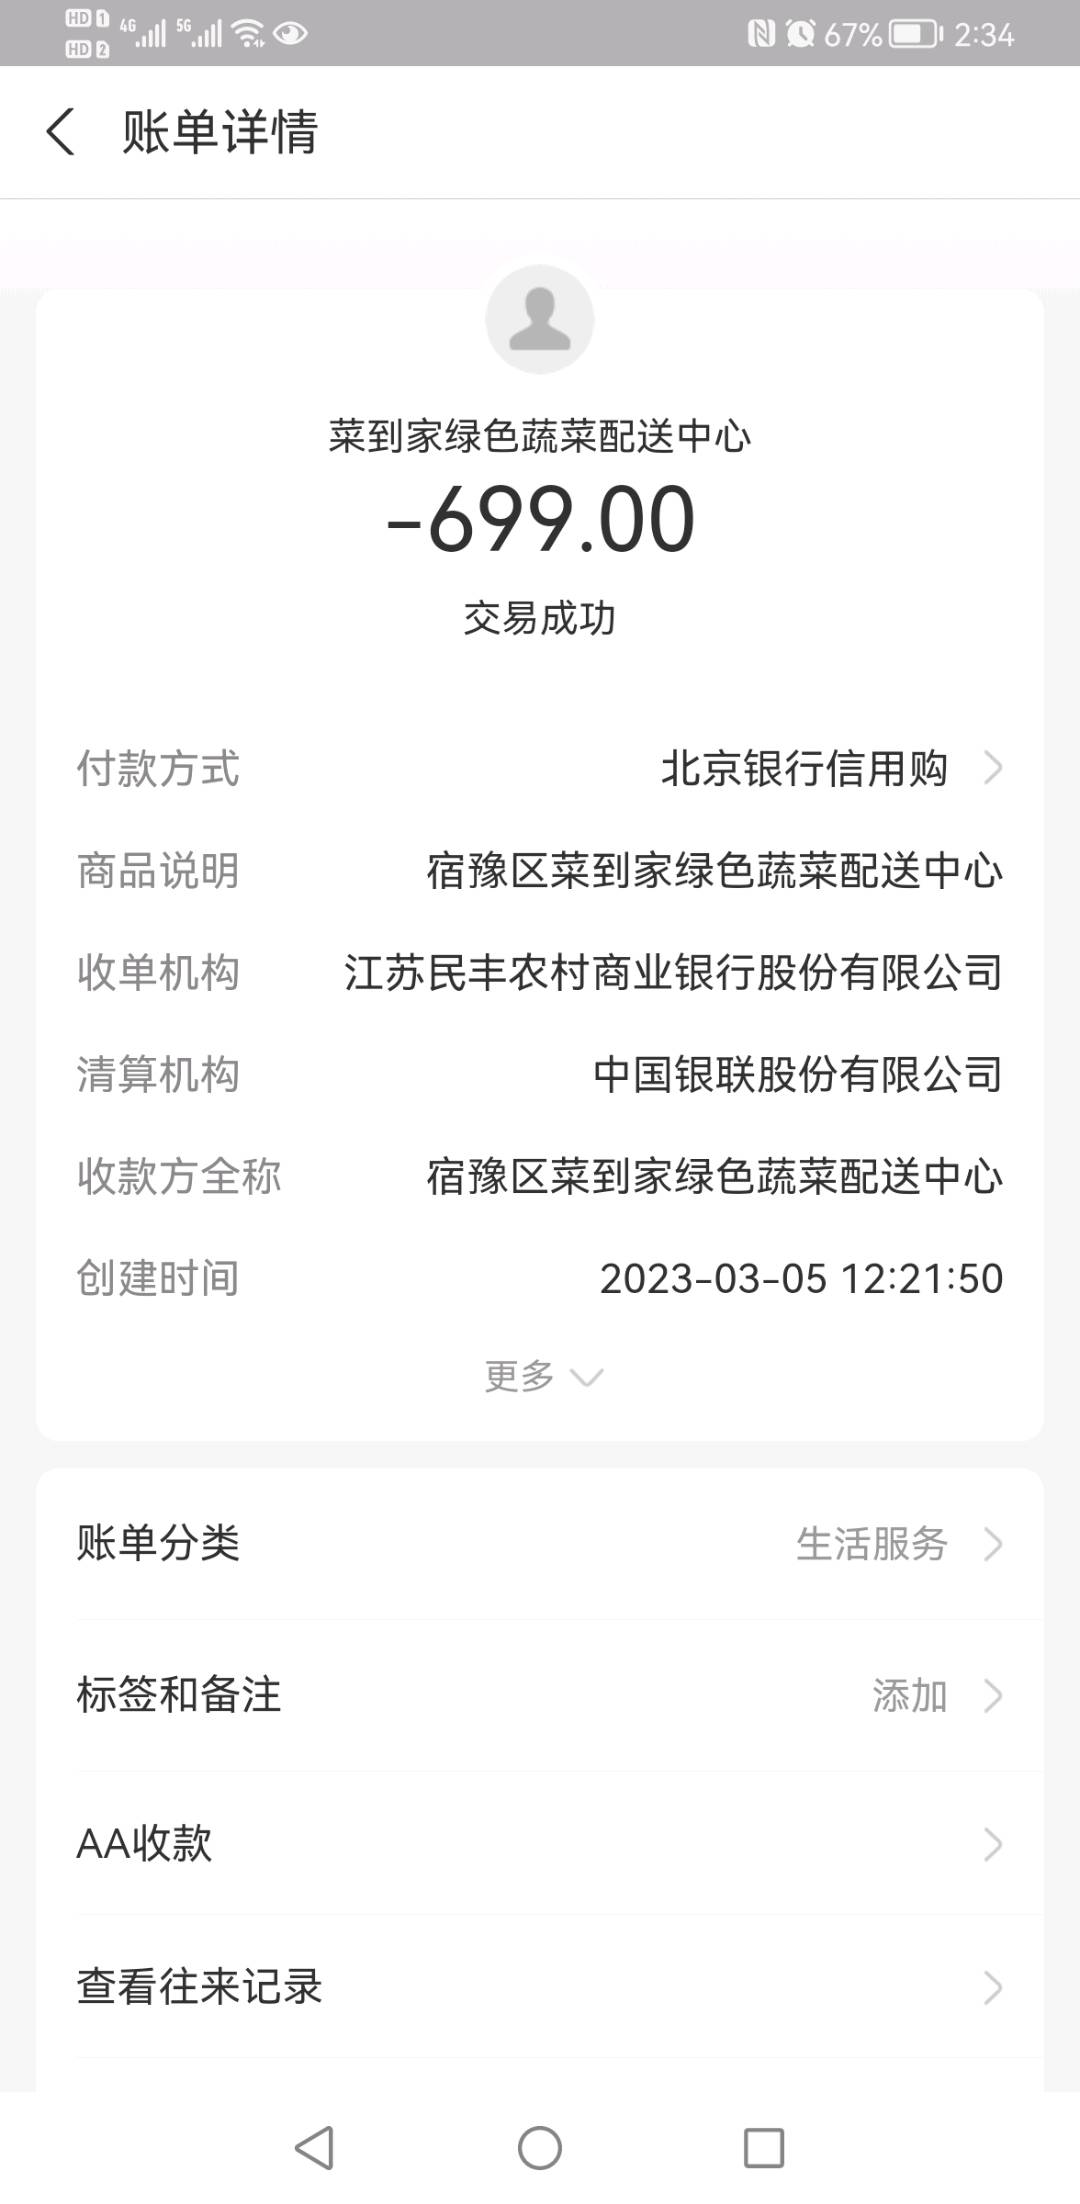 HD 1 4G 5G 67% 2:34
HD 2
账单详情
菜到家绿色蔬菜配送中心
-699.00
交易成功
付款方式 北京银行信用购
商品说明 宿豫区菜到家绿色蔬菜配送中心
收单机构 江苏民丰农村商业银行股份有限公司
清算机构 中国银联股份有限公司
收款方全称 宿豫区菜到家绿色蔬菜配送中心
创建时间 2023-03-05 12:21:50
更多
账单分类 生活服务
标签和备注 添加
AA收款
查看往来记录